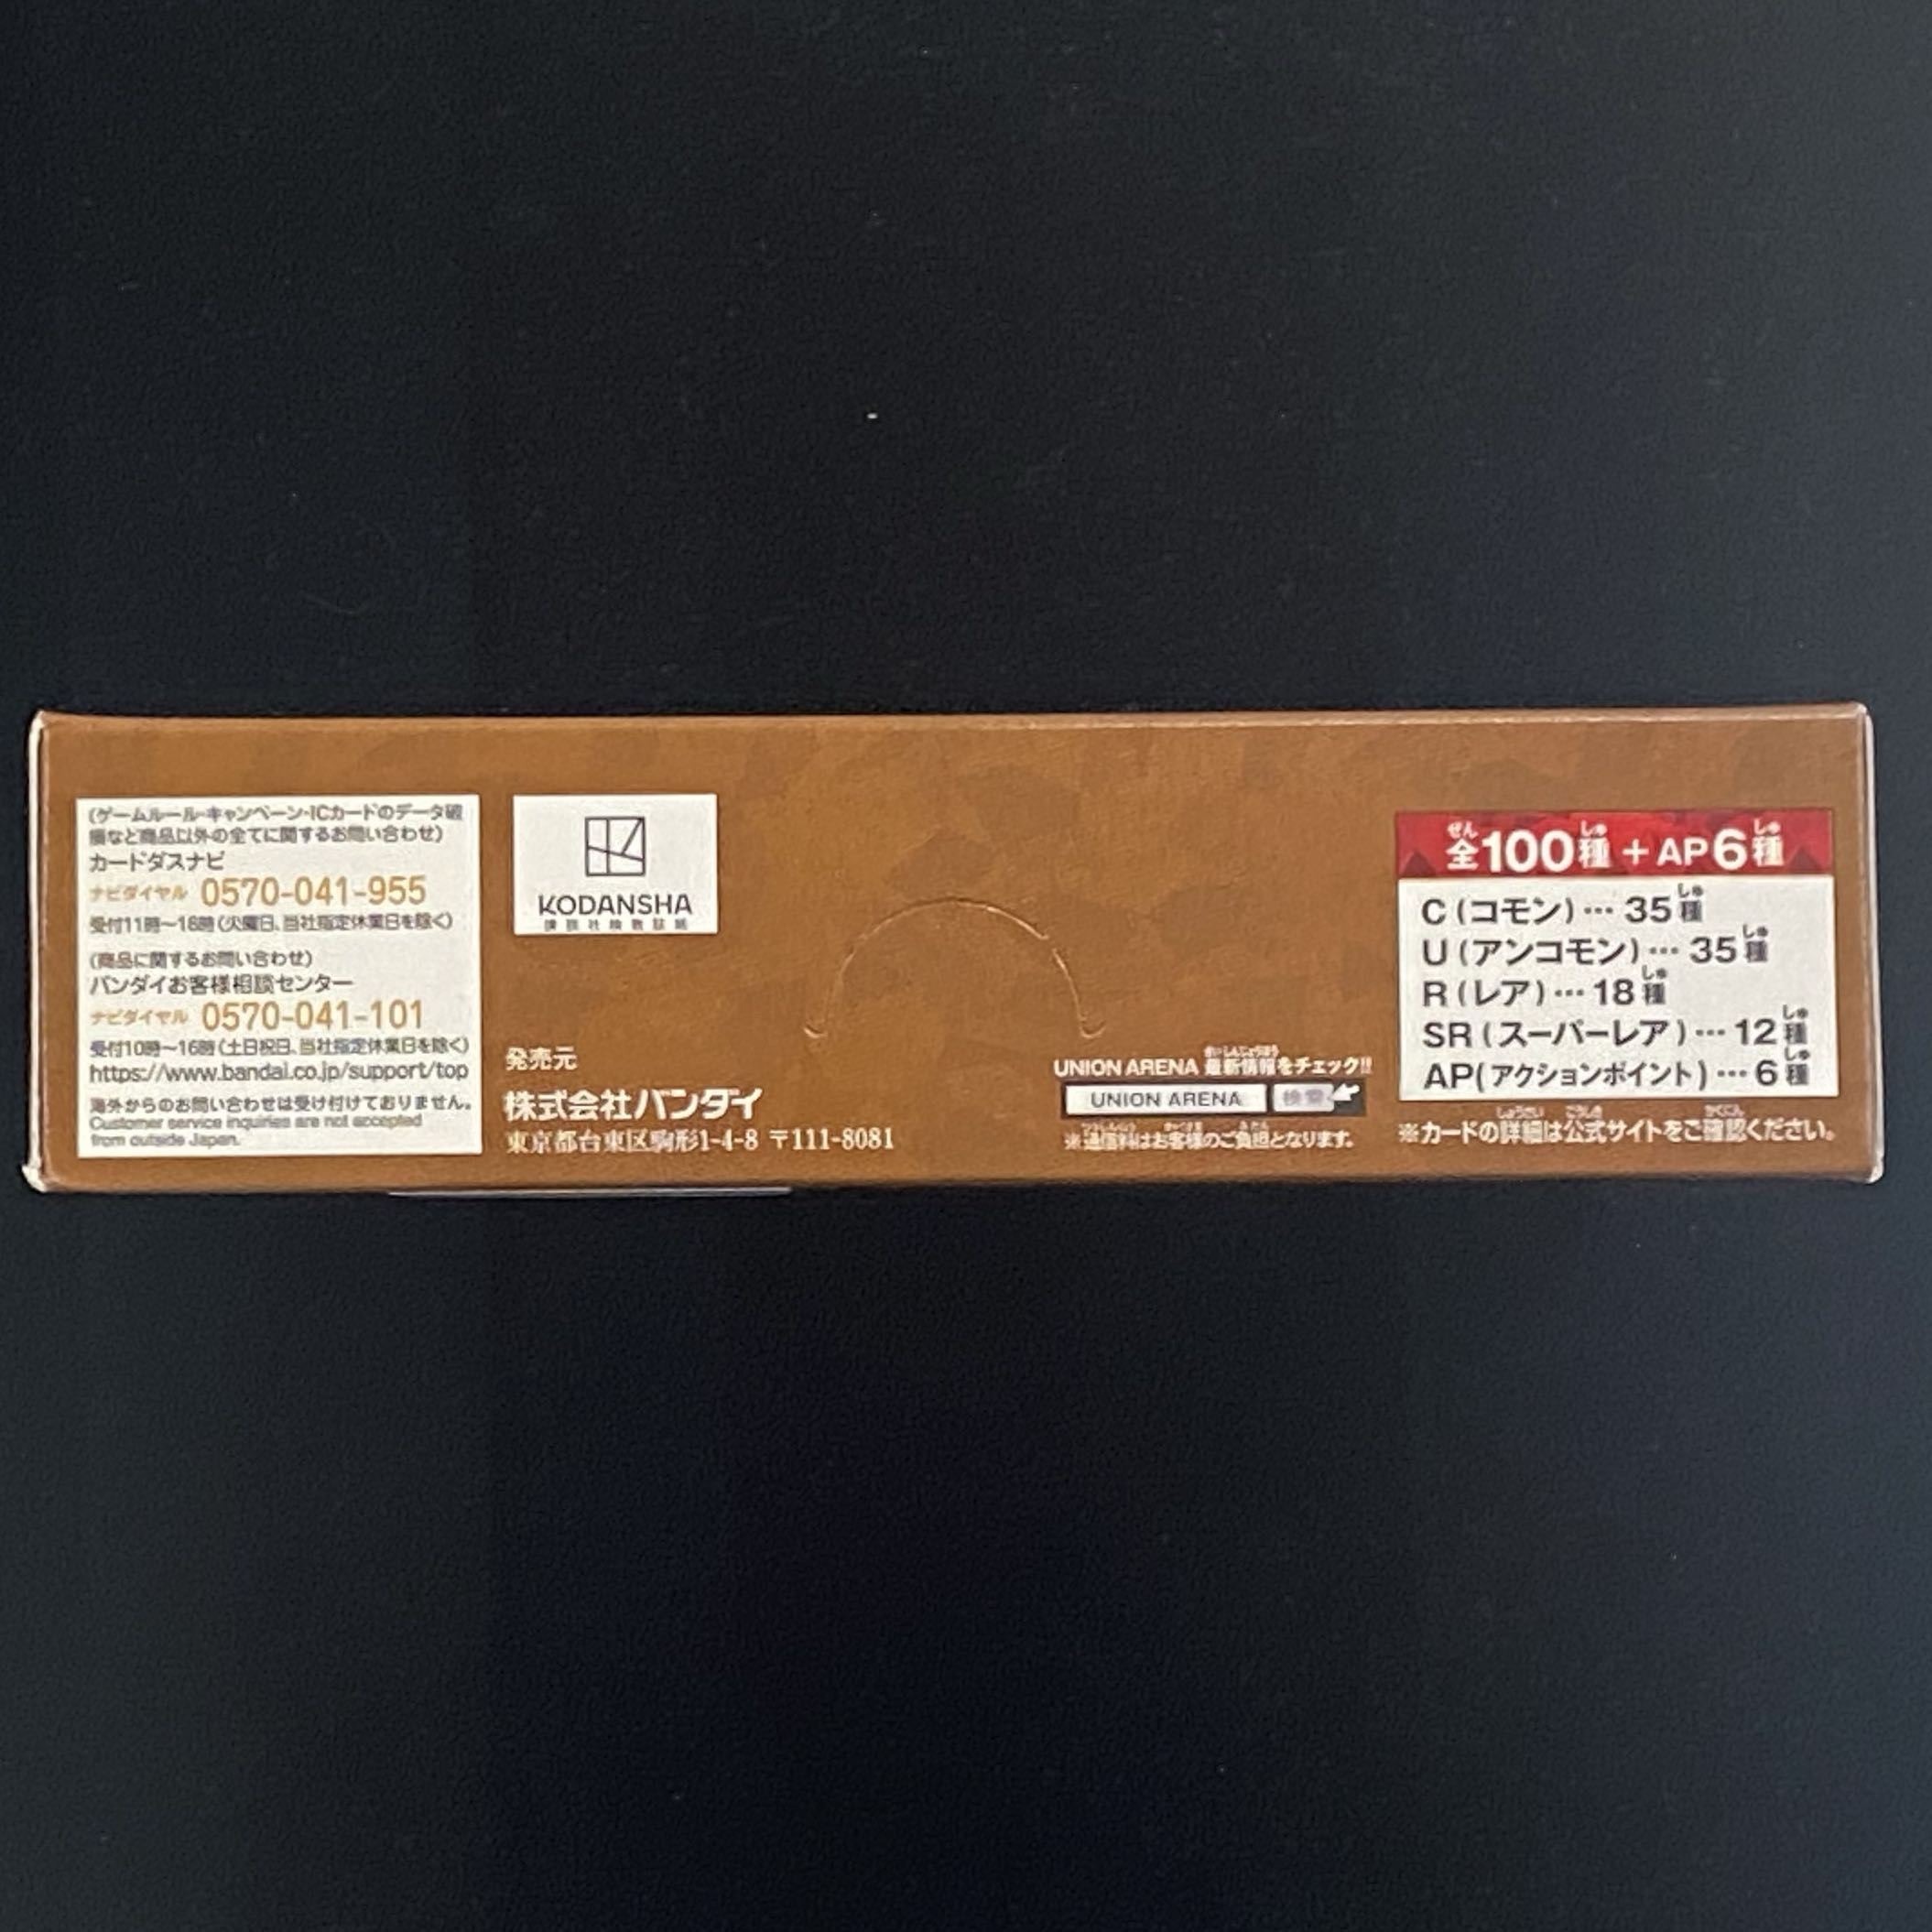 (ゲームルール・キャンペーン・ICカードのデータ破
損など商品以外の全てに関するお問い合わせ)
カードダスナビ
ナビダイヤル 0570-041-955
受付11時〜18時(火曜日、当社指定休業日を除く)
(商品に関するお問い合わせ)
バンダイお客様相談センター
ナビダイヤル 0570-041-101
受付10時〜16時(土日祝日、当社指定休業日を除く)
https://www.bandai.co.jp/support/top
海外からのお問い合わせは受け付けておりません。
Customer service inquiries are not accepted
from outside Japan.
KODANSHA
発売元
株式会社バンダイ
東京都台東区駒形1-4-8 〒111-8081
UNION ARENA 最新情報をチェック!!
UNION ARENA 検索
※通信料はお客様のご負担となります。
全100種+AP6種
C(コモン)…35種
U(アンコモン)…35種
R(レア)…18種
SR(スーパーレア)…12種
AP(アクションポイント)…6種
※カードの詳細は公式サイトをご確認ください。